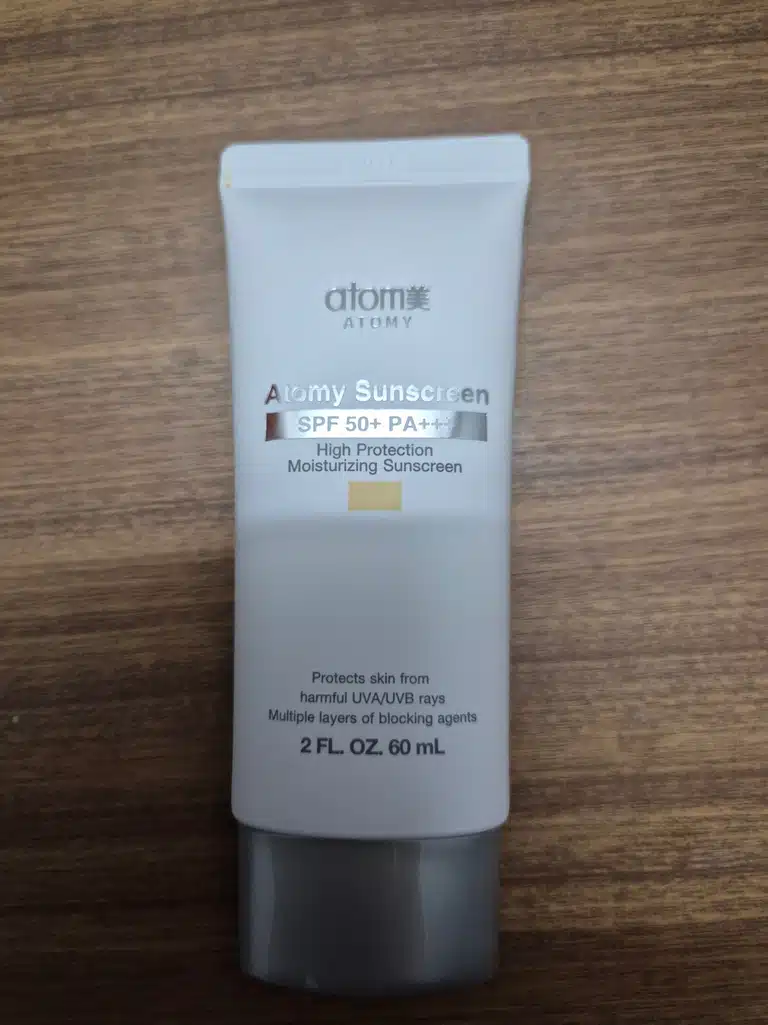 atom美
ATOMY
Atomy Sunscreen
SPF 50+ PA+++
High Protection
Moisturizing Sunscreen
Protects skin from
harmful UVA/UVB rays
Multiple layers of blocking agents
2 FL. OZ. 60 mL